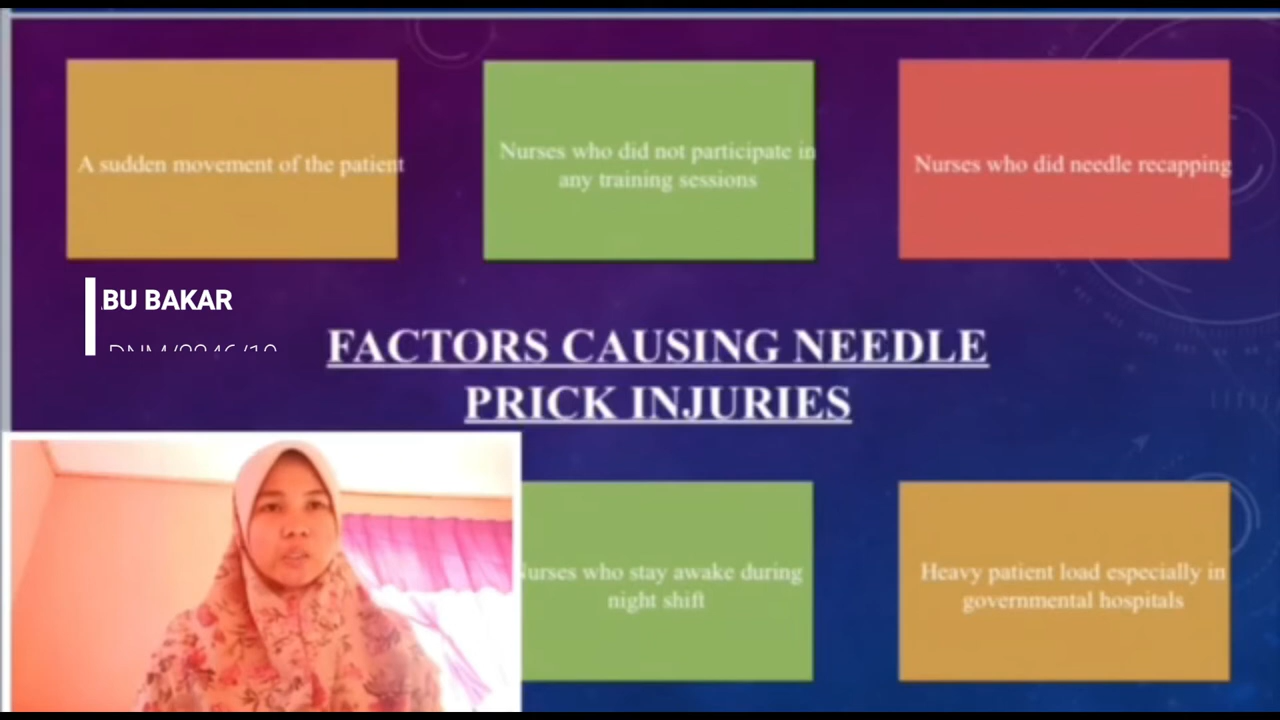 A sudden movement of the patient
Nurses who did not participate in
any training sessions
Nurses who did needle recapping
BU BAKAR
FACTORS CAUSING NEEDLE
PRICK INJURIES
Nurses who stay awake during
night shift
Heavy patient load especially in
governmental hospitals